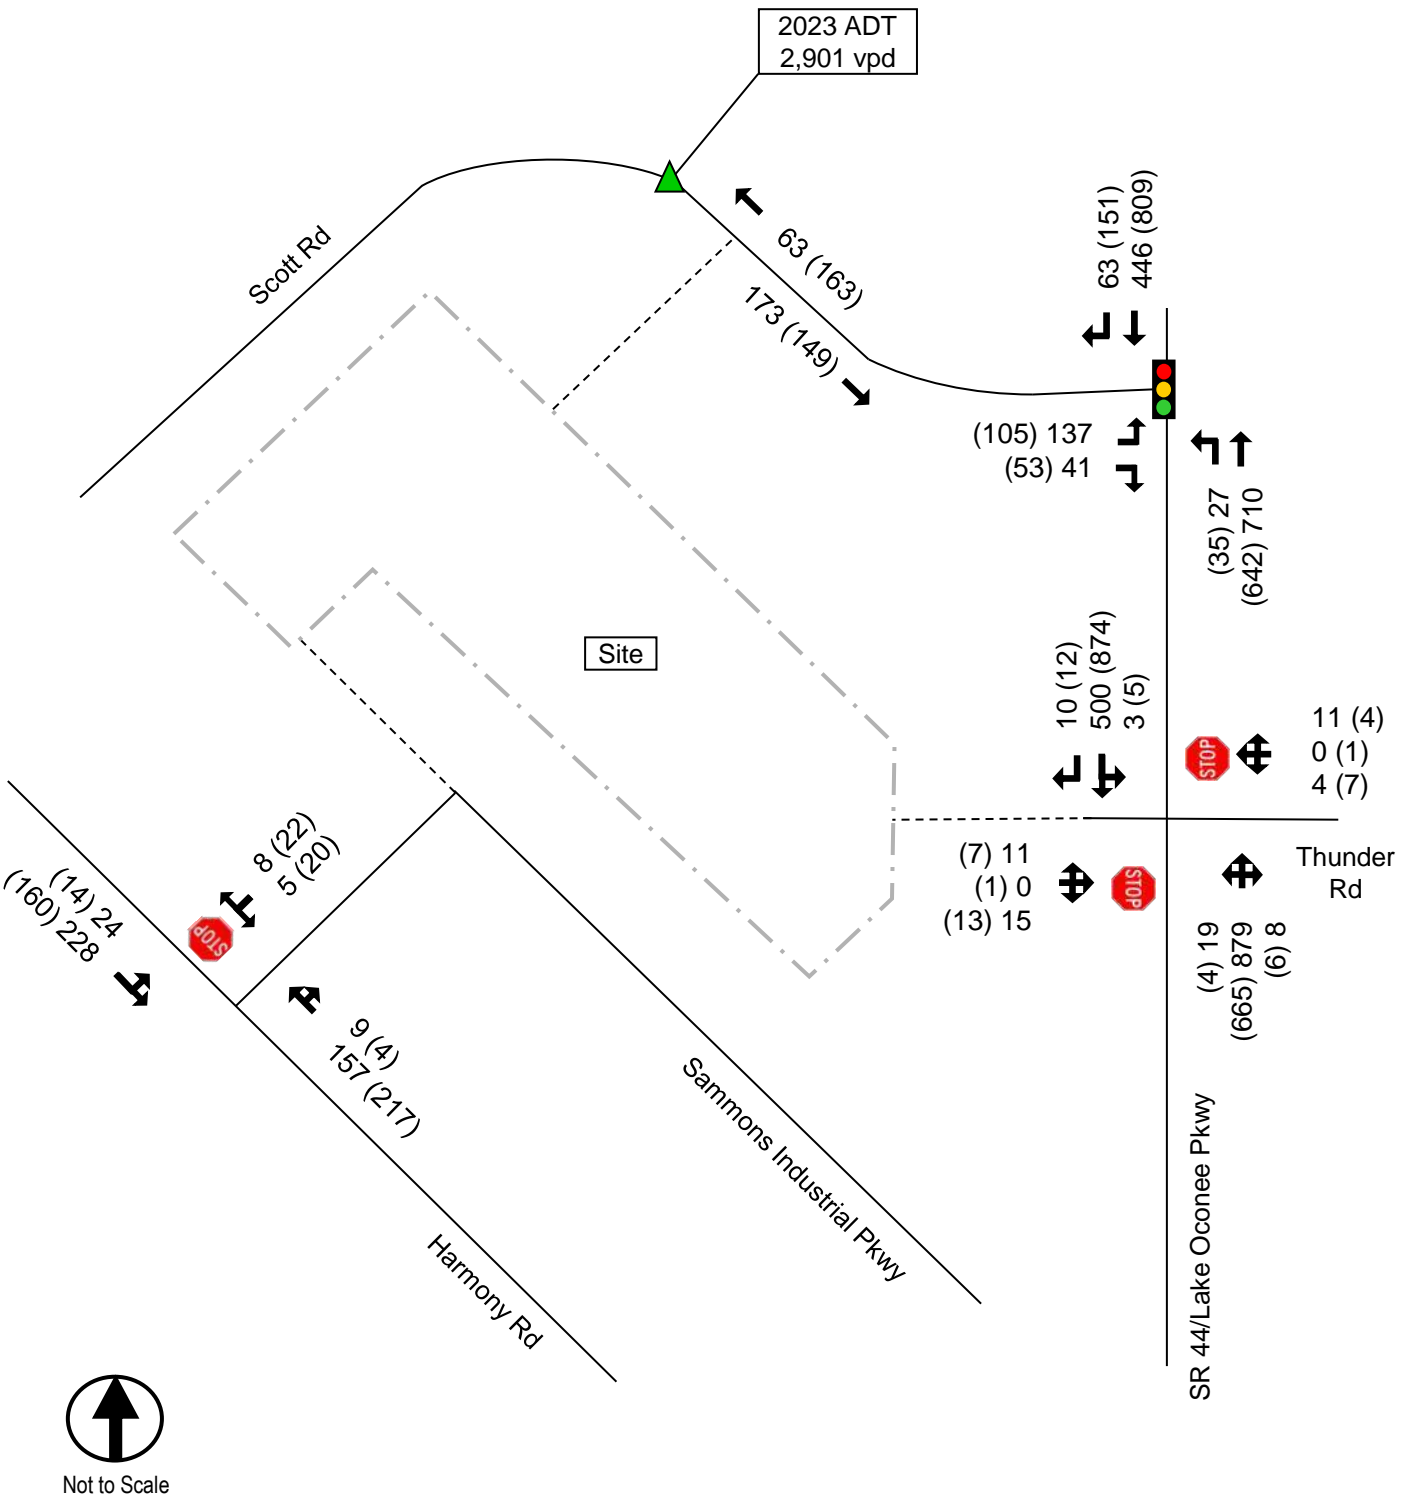 2023 ADT
2,901 vpd
Scott Rd
63 (163)
173 (149)
63 (151)
446 (809)
(105) 137
(53) 41
(35) 27
(642) 710
Site
10 (12)
500 (874)
3 (5)
STOP
11 (4)
0 (1)
4 (7)
(7) 11
(1) 0
(13) 15
STOP
Thunder
Rd
(4) 19
(665) 879
(6) 8
8 (22)
5 (20)
(14) 24
(160) 228
STOP
9 (4)
157 (217)
Sammons Industrial Pkwy
Harmony Rd
SR 44/Lake Oconee Pkwy
Not to Scale